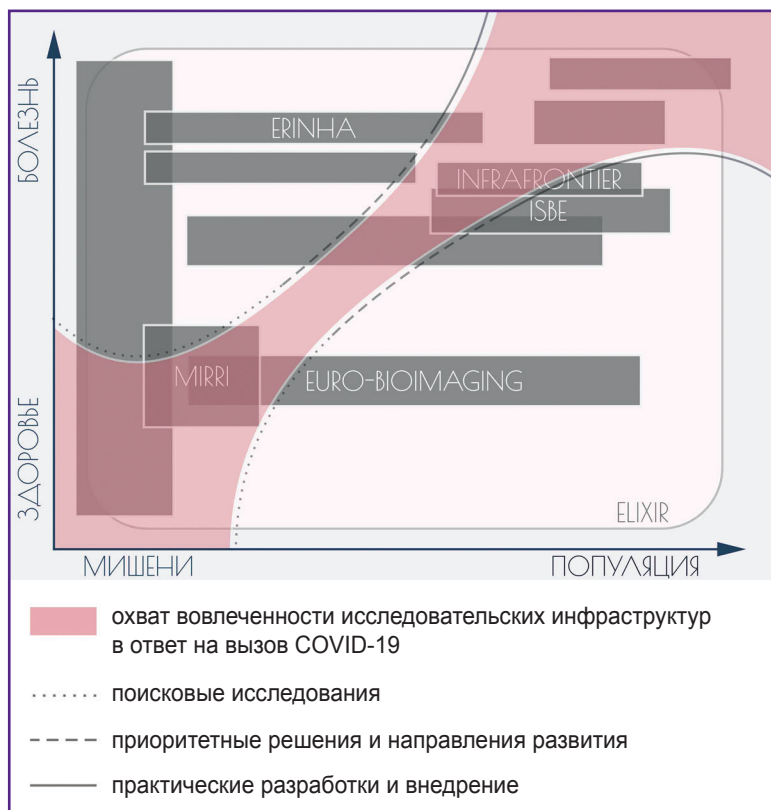 БОЛЕЗНЬ
ЗДОРОВЬЕ
ERINHA
INFRAFRONTIER
ISBE
MIRRI
EURO-BIOIMAGING
ELIXIR
МИШЕНИ
ПОПУЛЯЦИЯ
охват вовлеченности исследовательских инфраструктур
в ответ на вызов COVID-19
поисковые исследования
приоритетные решения и направления развития
практические разработки и внедрение